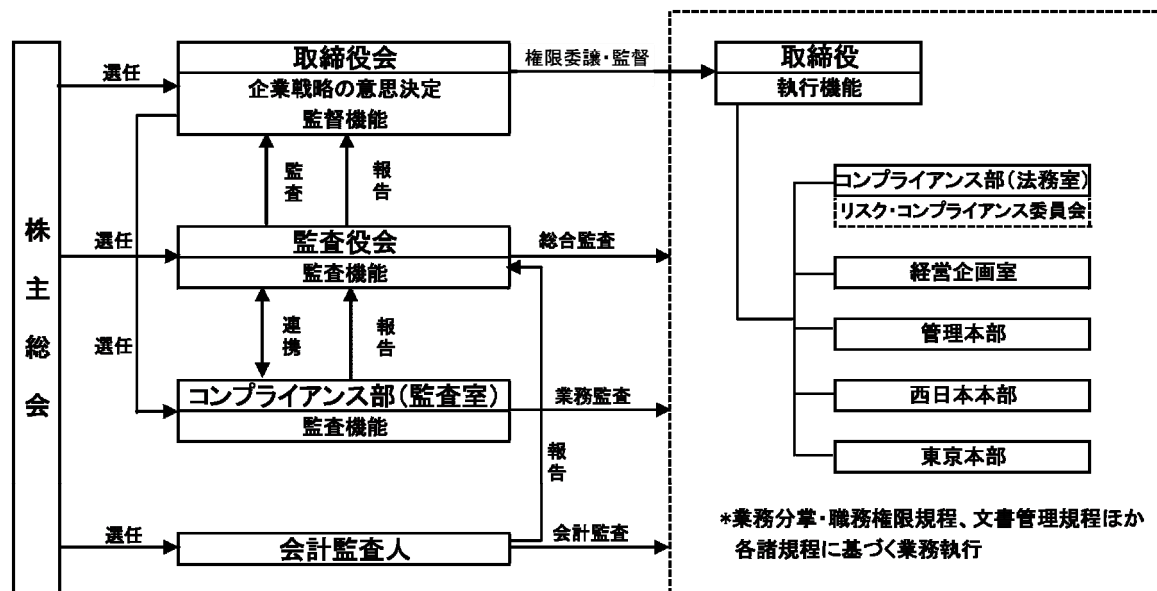 株主総会
選任
取締役会
企業戦略の意思決定
監督機能
権限委譲・監督
取締役
執行機能
監査
報告
コンプライアンス部(法務室)
リスク・コンプライアンス委員会
選任
監査役会
監査機能
総合監査
経営企画室
選任
連携
報告
管理本部
コンプライアンス部(監査室)
監査機能
業務監査
西日本本部
報告
東京本部
選任
会計監査人
会計監査
*業務分掌・職務権限規程、文書管理規程ほか
各諸規程に基づく業務執行